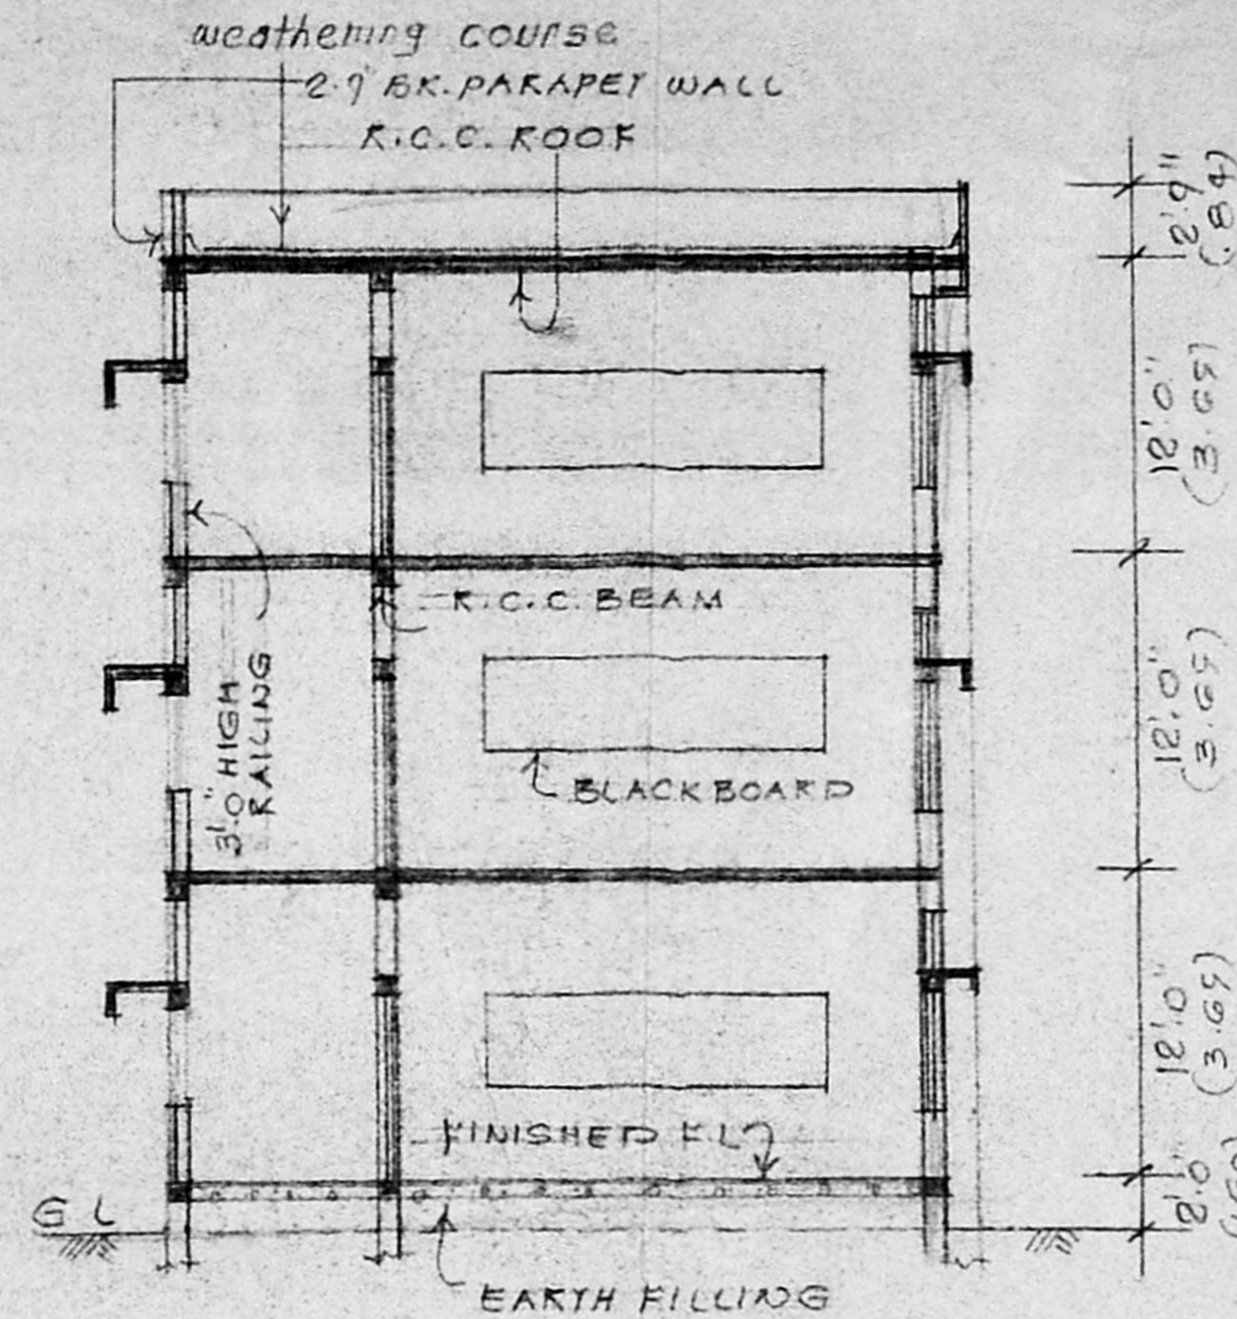 weathering course
2'.9" BK. PARAPET WALL
R.C.C. ROOF
2'.9"
(.84)
12'.0"
(3.65)
R.C.C. BEAM
3'.0" HIGH
RAILING
12'.0"
(3.65)
BLACKBOARD
12'.0"
(3.65)
FINISHED F.L
2'.0"
G L
EARTH FILLING